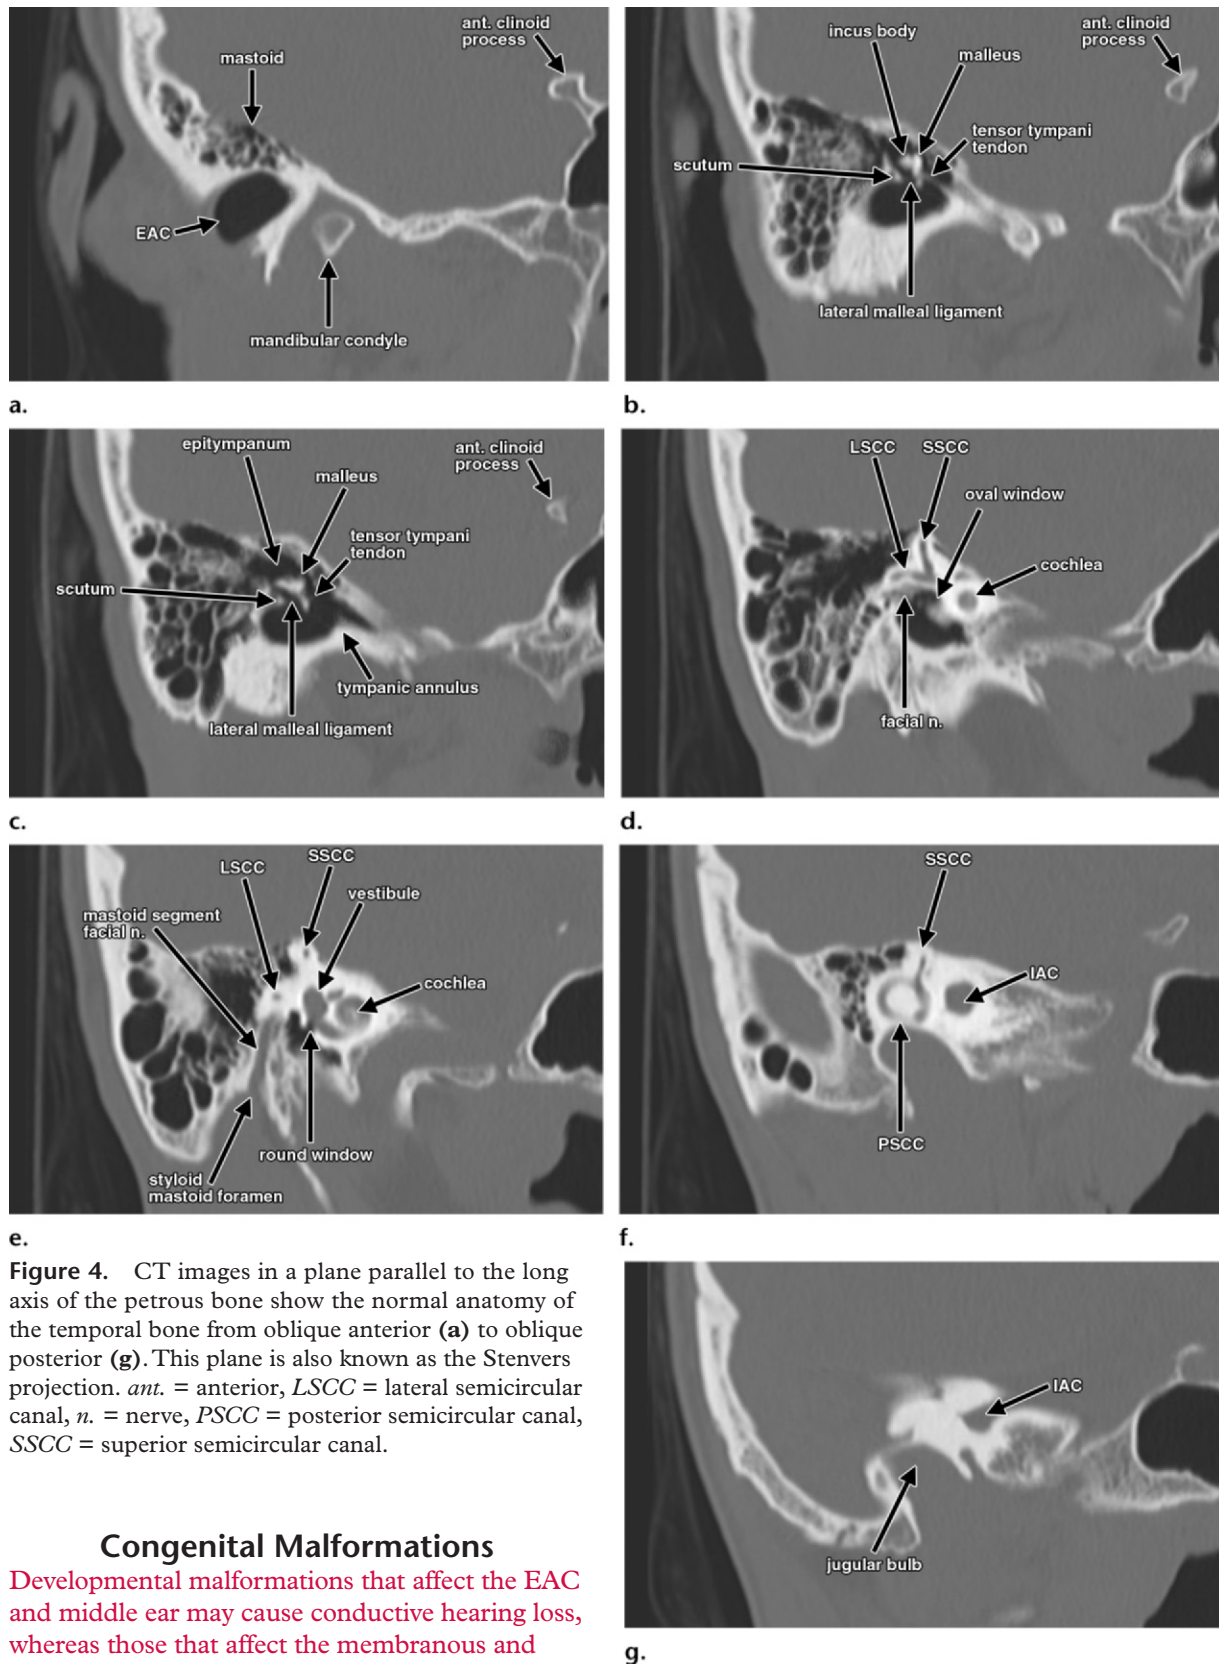 ant. clinoid
process
mastoid
EAC
mandibular condyle
a.
incus body
ant. clinoid
process
malleus
tensor tympani
tendon
scutum
lateral malleal ligament
b.
epitympanum
ant. clinoid
process
malleus
tensor tympani
tendon
scutum
tympanic annulus
lateral malleal ligament
c.
LSCC
SSCC
oval window
cochlea
facial n.
d.
SSCC
LSCC
vestibule
mastoid segment
facial n.
cochlea
round window
styloid
mastoid foramen
e.
SSCC
IAC
PSCC
f.
Figure 4. CT images in a plane parallel to the long
axis of the petrous bone show the normal anatomy of
the temporal bone from oblique anterior (a) to oblique
posterior (g). This plane is also known as the Stenvers
projection. ant. = anterior, LSCC = lateral semicircular
canal, n. = nerve, PSCC = posterior semicircular canal,
SSCC = superior semicircular canal.
IAC
jugular bulb
g.
Congenital Malformations
Developmental malformations that affect the EAC
and middle ear may cause conductive hearing loss,
whereas those that affect the membranous and